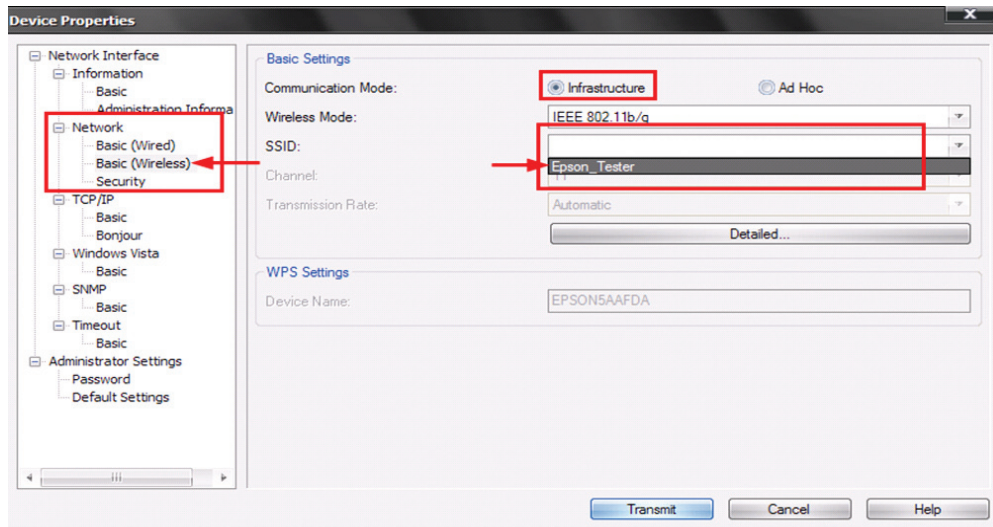 Device Properties
x
Network Interface
Information
Basic
Administration Informa
Network
Basic (Wired)
Basic (Wireless)
Security
TCP/IP
Basic
Bonjour
Windows Vista
Basic
SNMP
Basic
Timeout
Basic
Administrator Settings
Password
Default Settings
Basic Settings
Communication Mode: Infrastructure Ad Hoc
Wireless Mode: IEEE 802.11b/g
SSID:
Epson_Tester
Channel:
Transmission Rate: Automatic
Detailed...
WPS Settings
Device Name: EPSON5AAFDA
Transmit Cancel Help